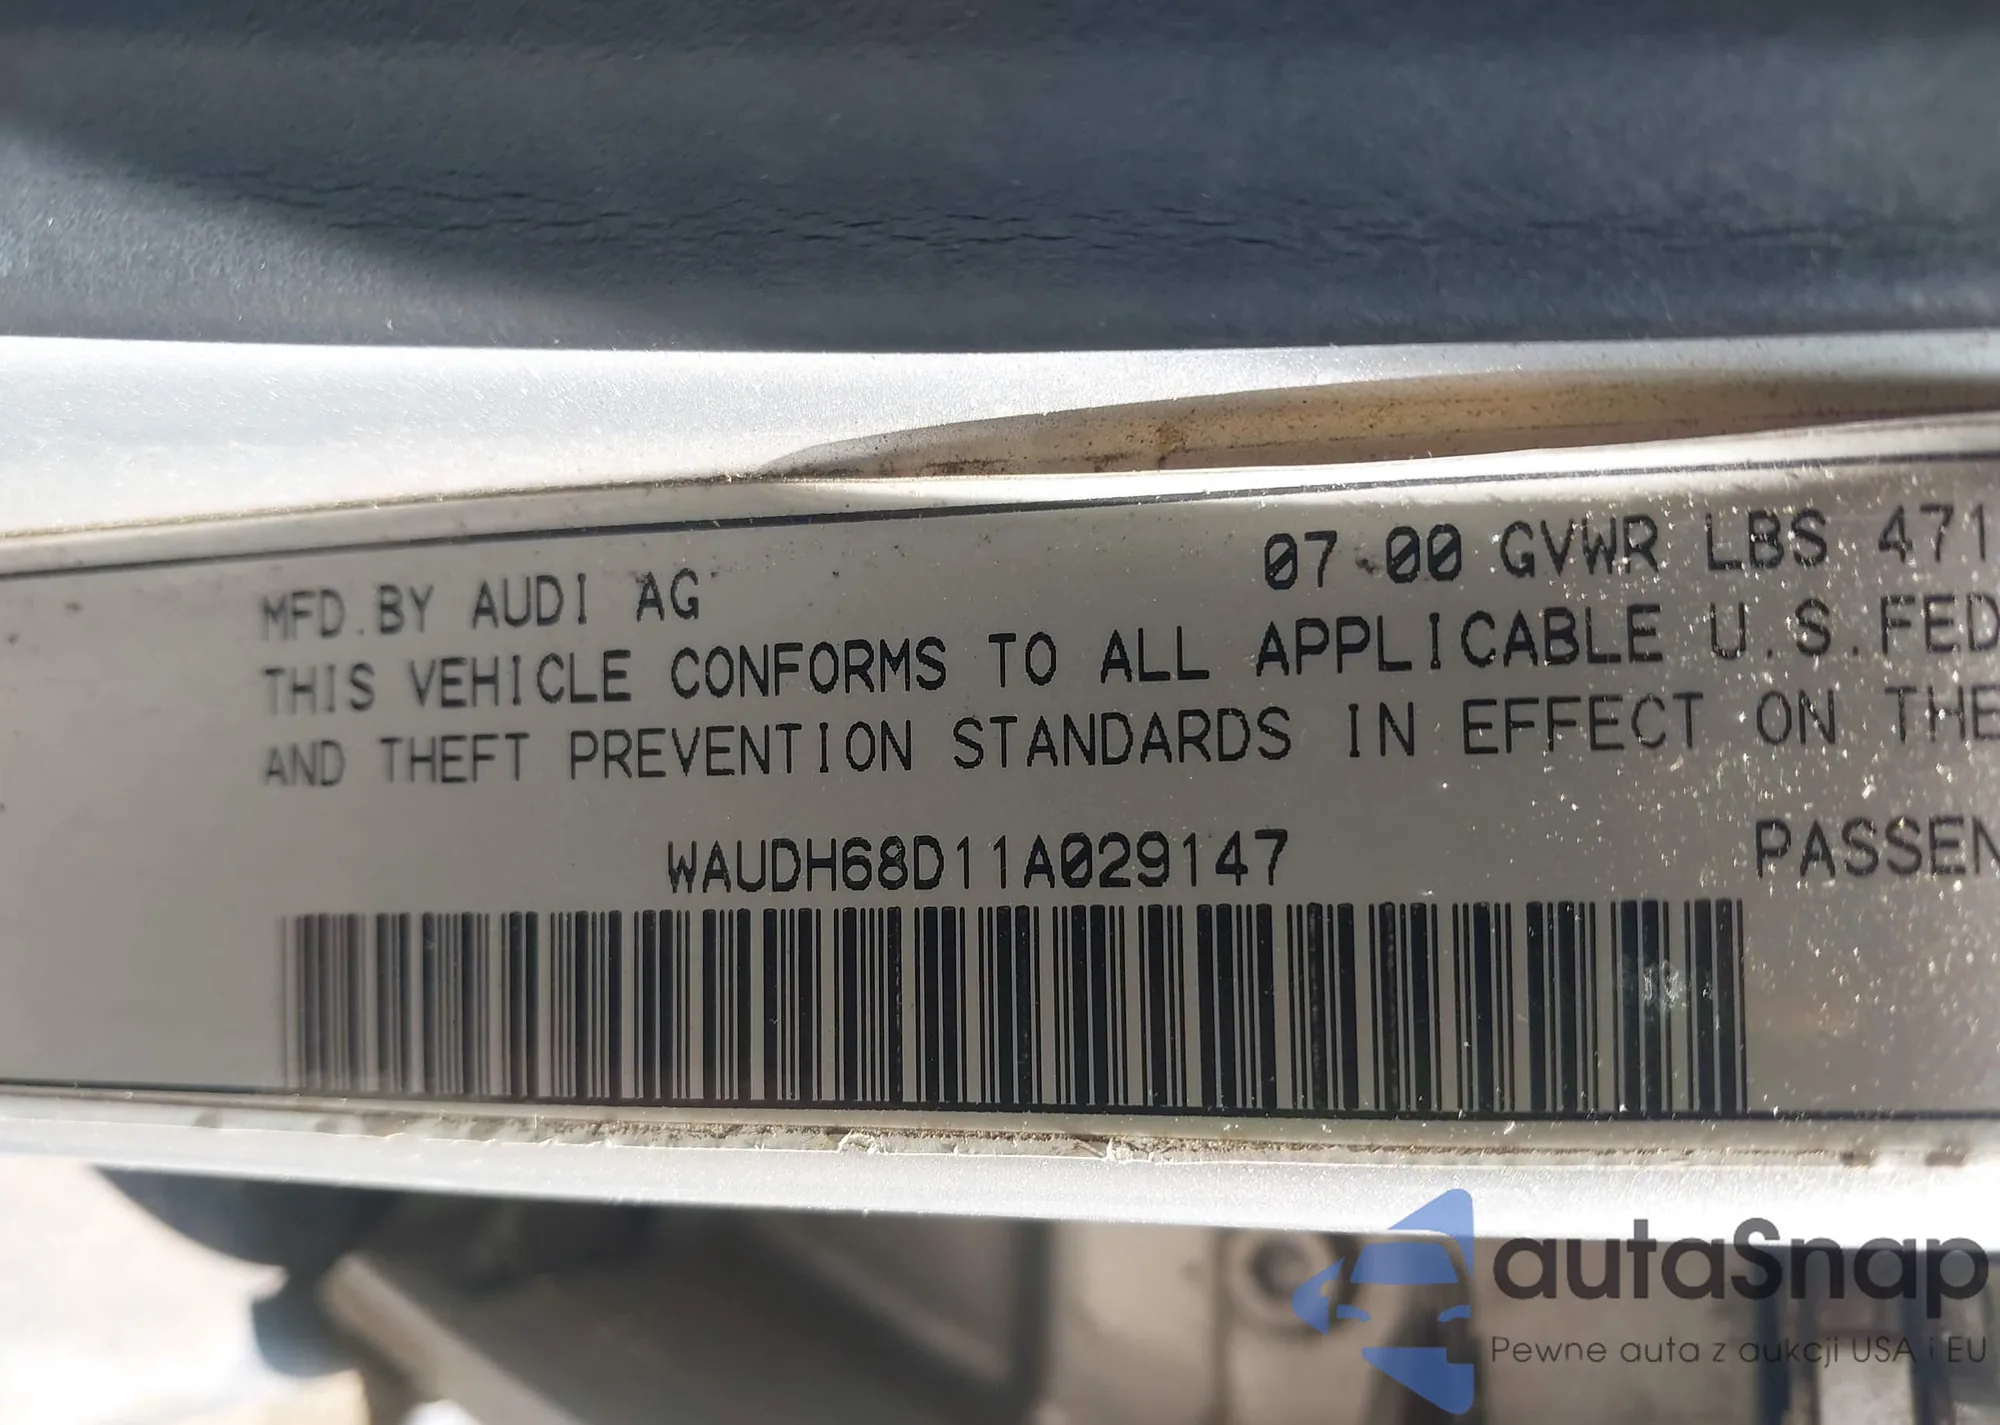 MFD.BY AUDI AG 07-00 GVWR LBS 471
THIS VEHICLE CONFORMS TO ALL APPLICABLE U.S.FED
AND THEFT PREVENTION STANDARDS IN EFFECT ON THE
WAUDH68D11A029147 PASSEN
autaSnap
Pewne auta z aukcji USA i EU